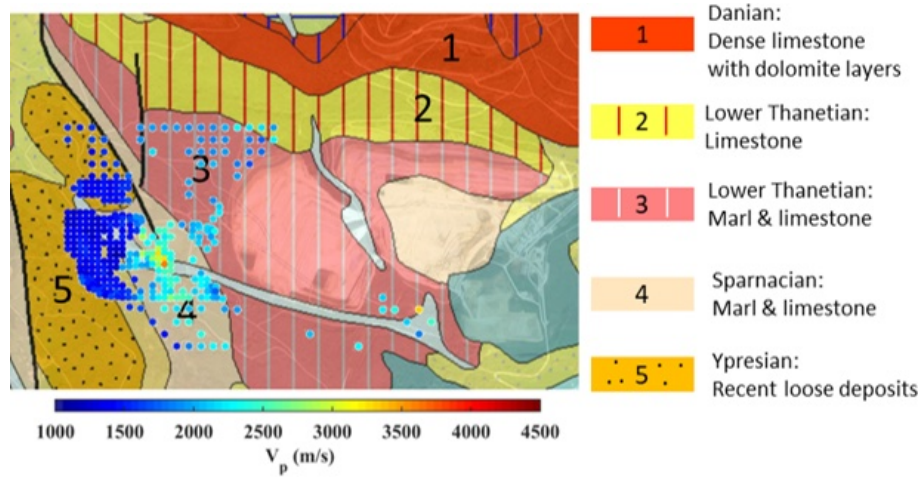 1
2
3
4
5
1000 1500 2000 2500 3000 3500 4000 4500
V_p (m/s)
1
Danian:
Dense limestone
with dolomite layers
2
Lower Thanetian:
Limestone
3
Lower Thanetian:
Marl & limestone
4
Sparnacian:
Marl & limestone
5
Ypresian:
Recent loose deposits